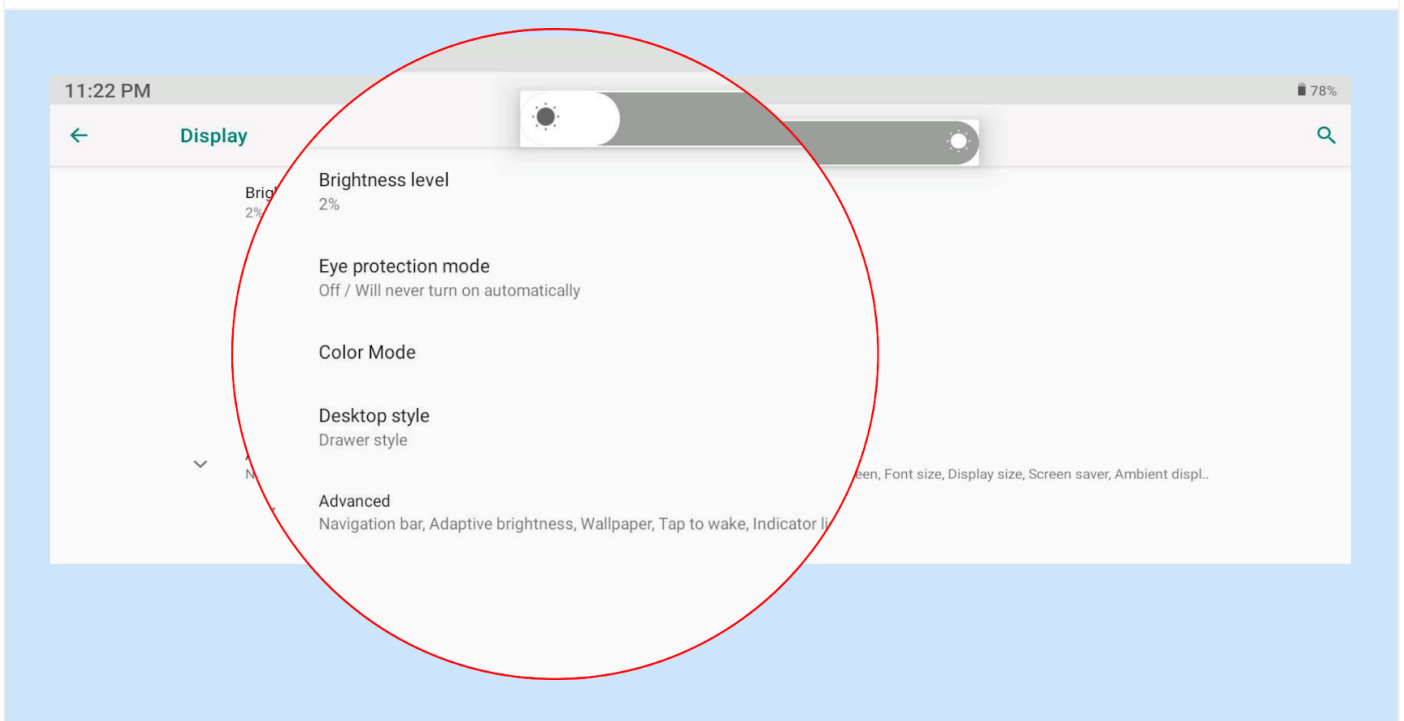 11:22 PM
78%
Display
Brightness level
2%
2%
Eye protection mode
Off / Will never turn on automatically
Color Mode
Desktop style
Drawer style
Advanced
Navigation bar, Adaptive brightness, Wallpaper, Tap to wake, Indicator
Font size, Display size, Screen saver, Ambient displ..